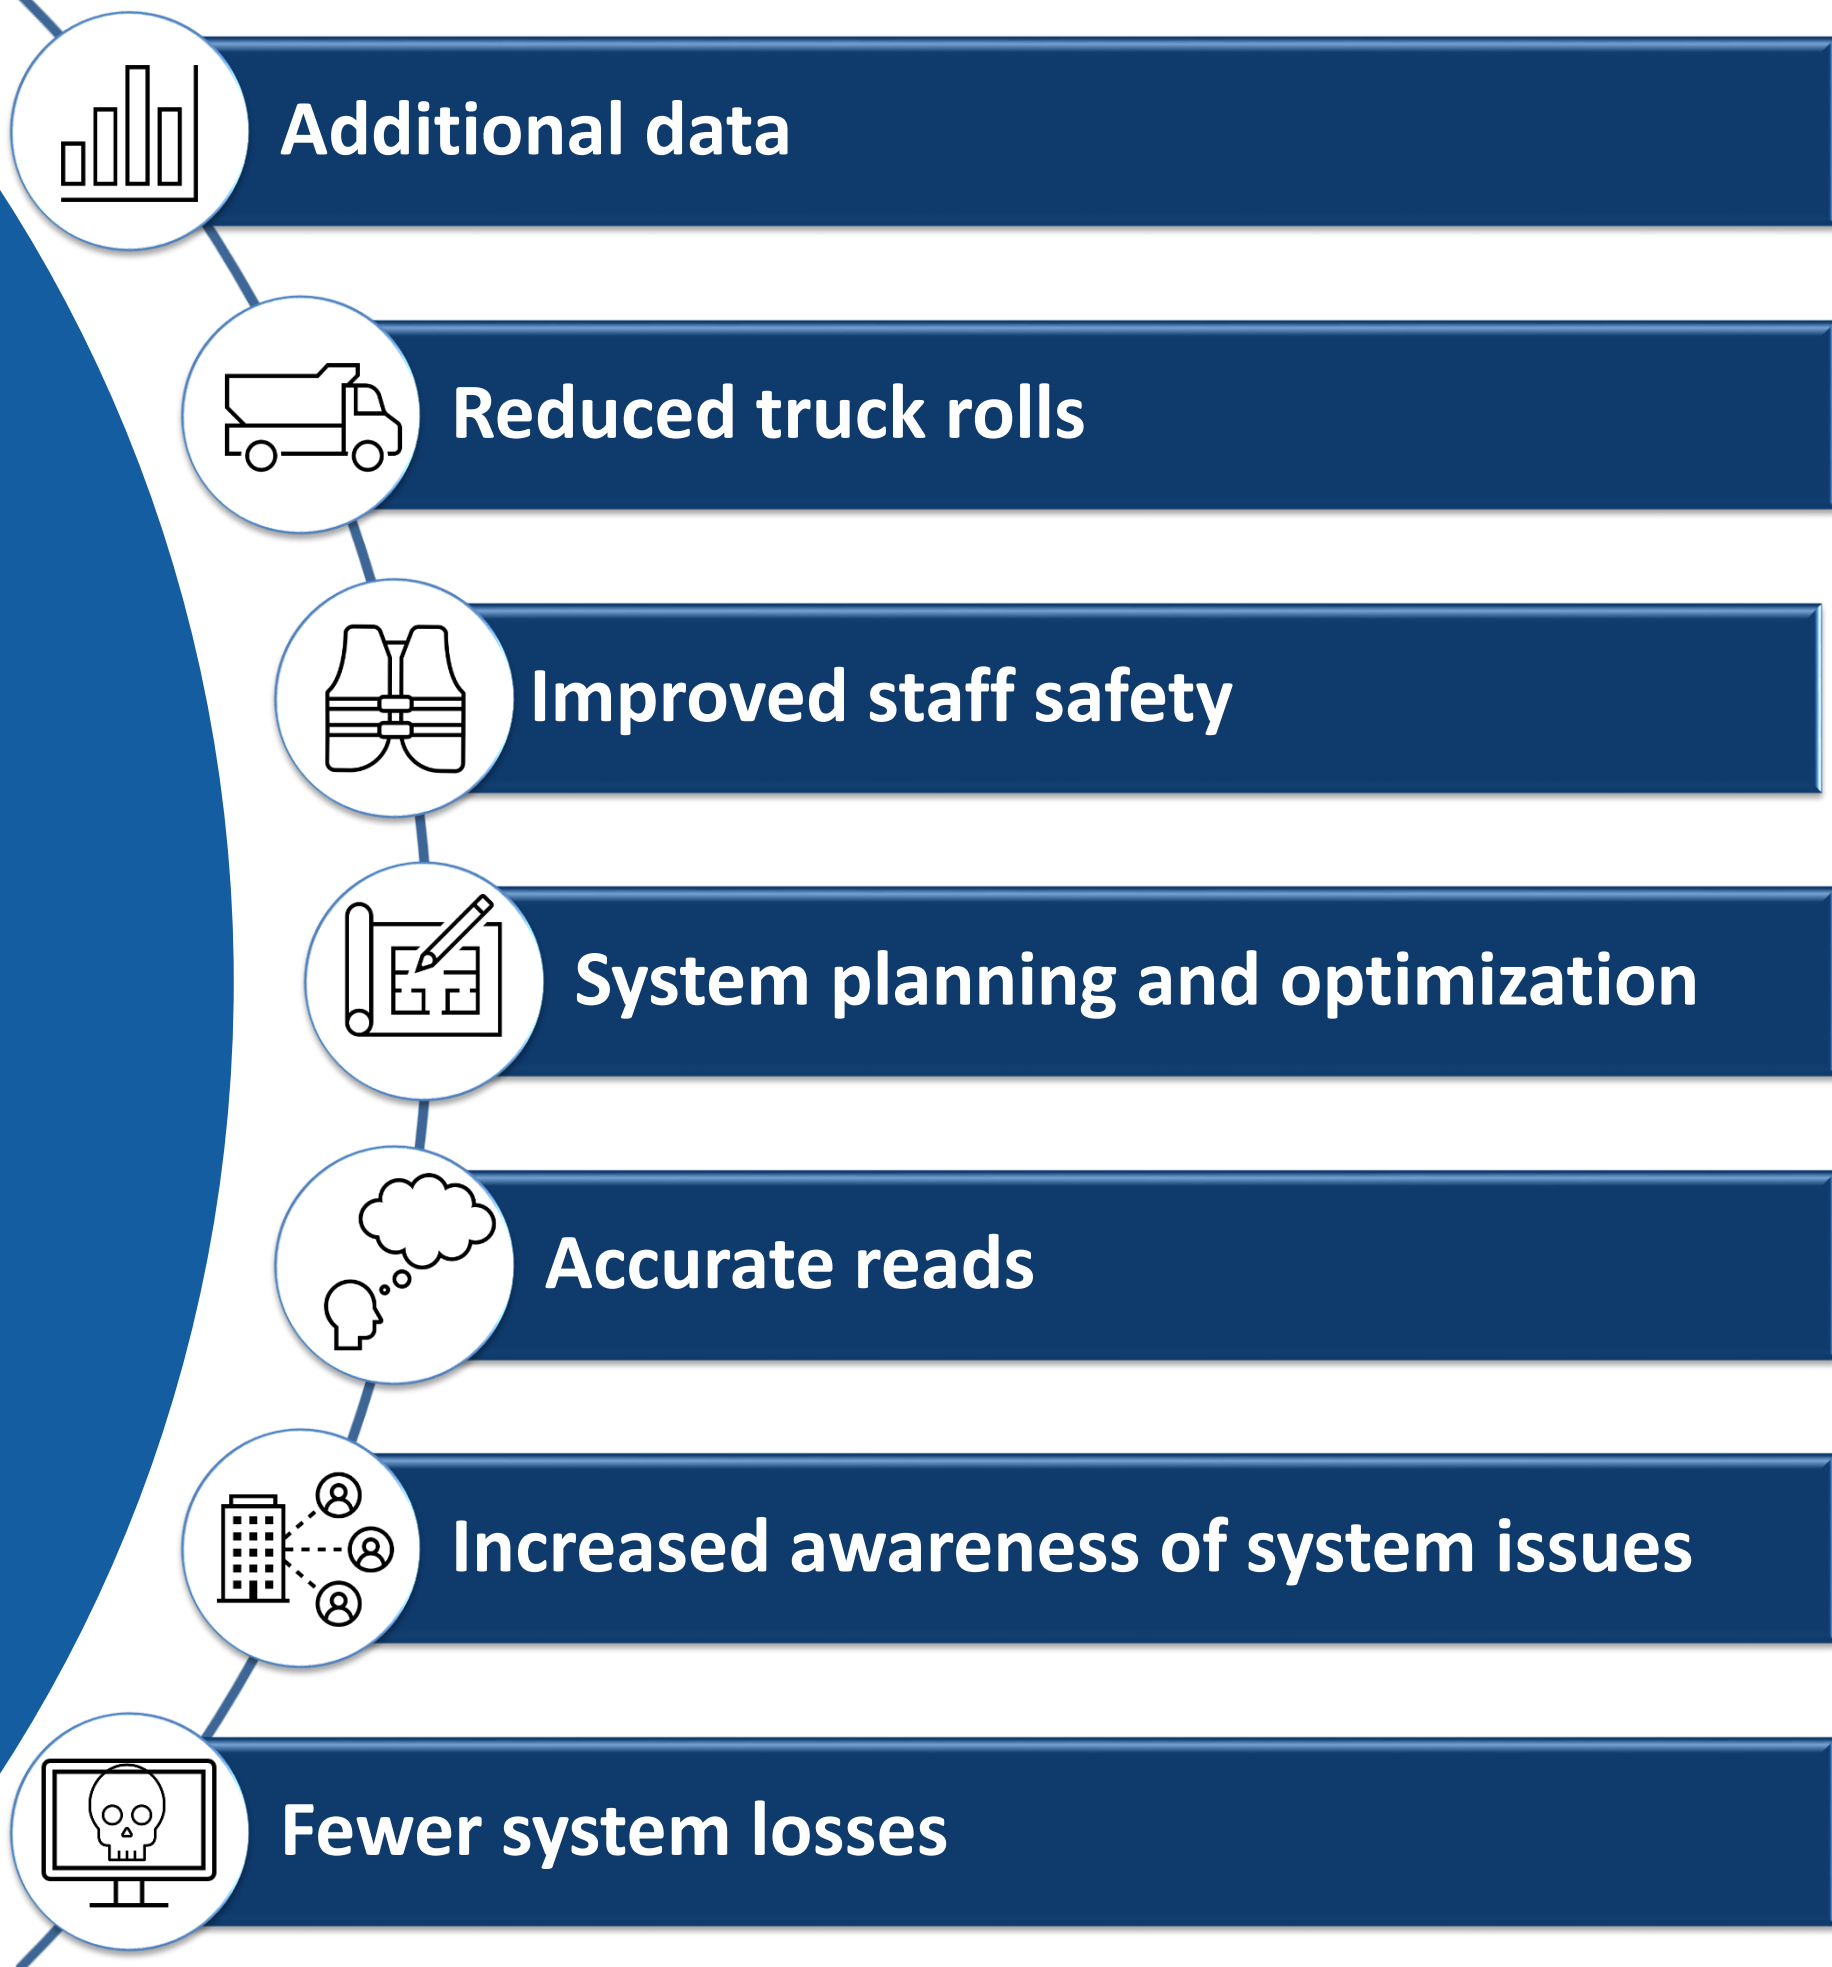 Additional data
Reduced truck rolls
Improved staff safety
System planning and optimization
Accurate reads
Increased awareness of system issues
Fewer system losses